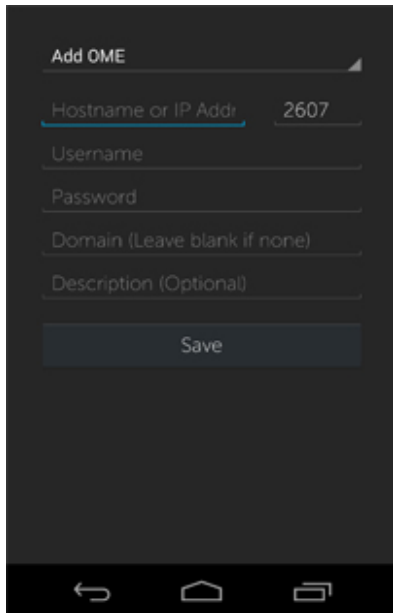 Add OME
Hostname or IP Addr 2607
Username
Password
Domain (Leave blank if none)
Description (Optional)
Save